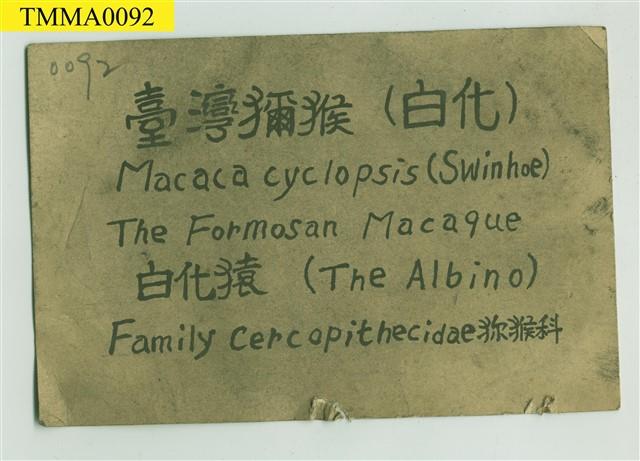 TMMA0092
0092
臺灣獼猴(白化)
Macaca cyclopsis (Swinhoe)
The Formosan Macaque
白化猿 (The Albino)
Family Cercopithecidae 猕猴科